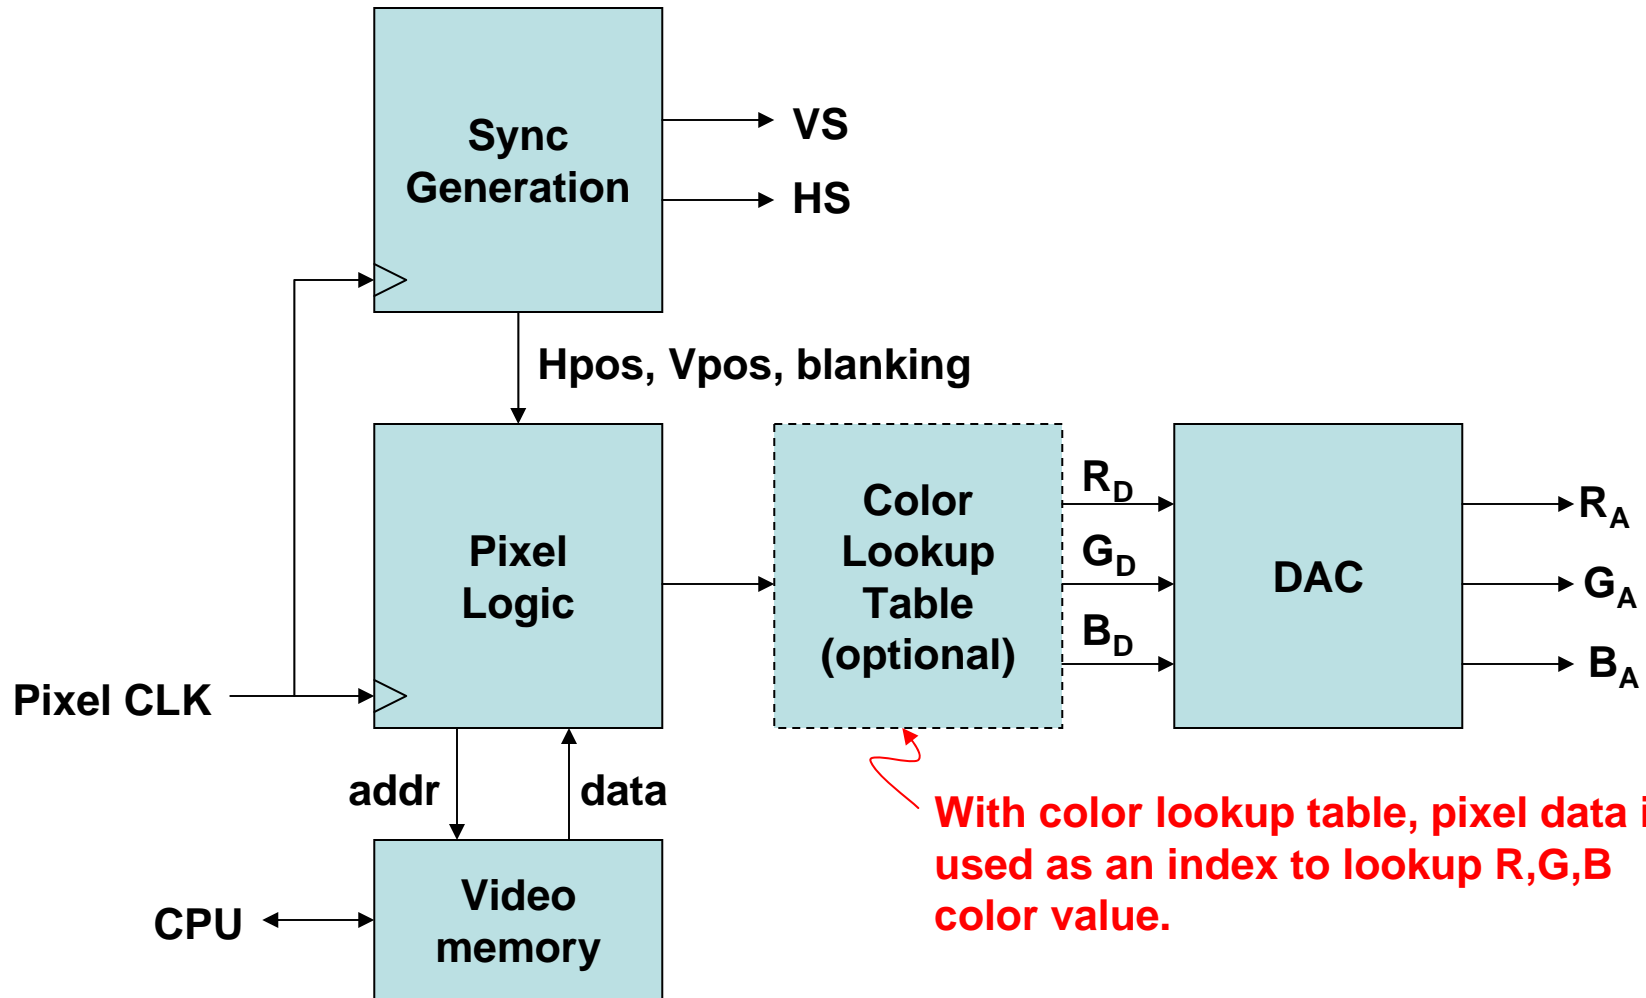 Sync
Generation
VS
HS
Hpos, Vpos, blanking
Pixel
Logic
Color
Lookup
Table
(optional)
RD
GD
BD
DAC
RA
GA
BA
Pixel CLK
addr
data
With color lookup table, pixel data
used as an index to lookup R,G,B
color value.
CPU
Video
memory